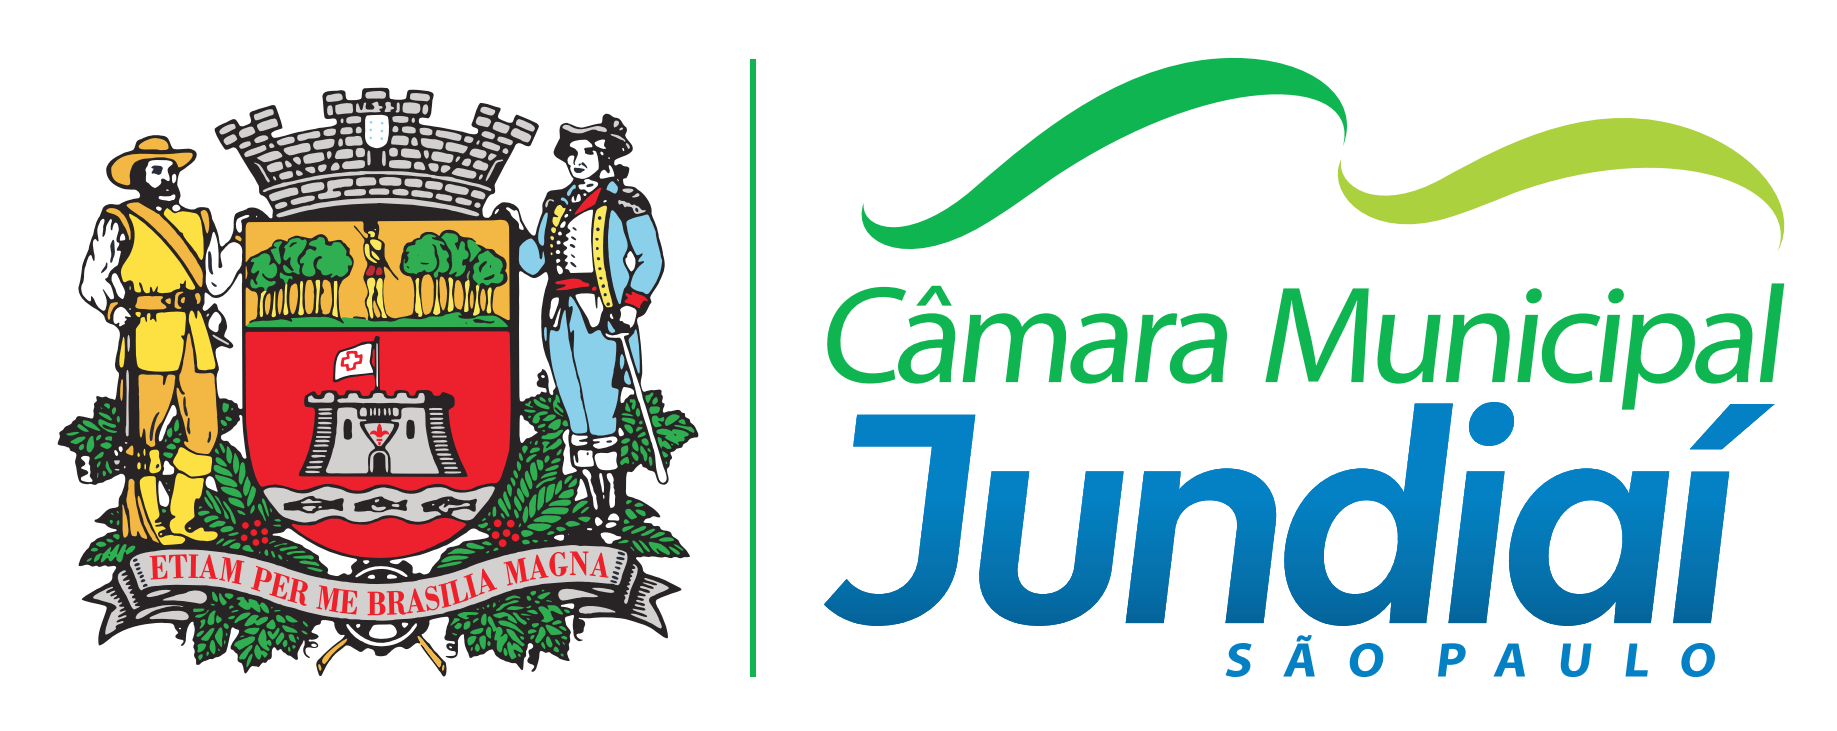 ETIAM PER ME BRASILIA MAGNA
Câmara Municipal
Jundiaí
SÃO PAULO